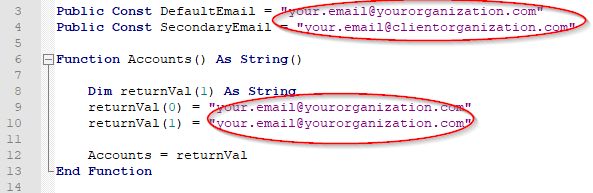 3 Public Const DefaultEmail = "your.email@yourorganization.com"
4 Public Const SecondaryEmail = "your.email@clientorganization.com"
5
6 Function Accounts() As String()
7
8 Dim returnVal(1) As String
9 returnVal(0) = "your.email@yourorganization.com"
10 returnVal(1) = "your.email@yourorganization.com"
11
12 Accounts = returnVal
13 End Function
14